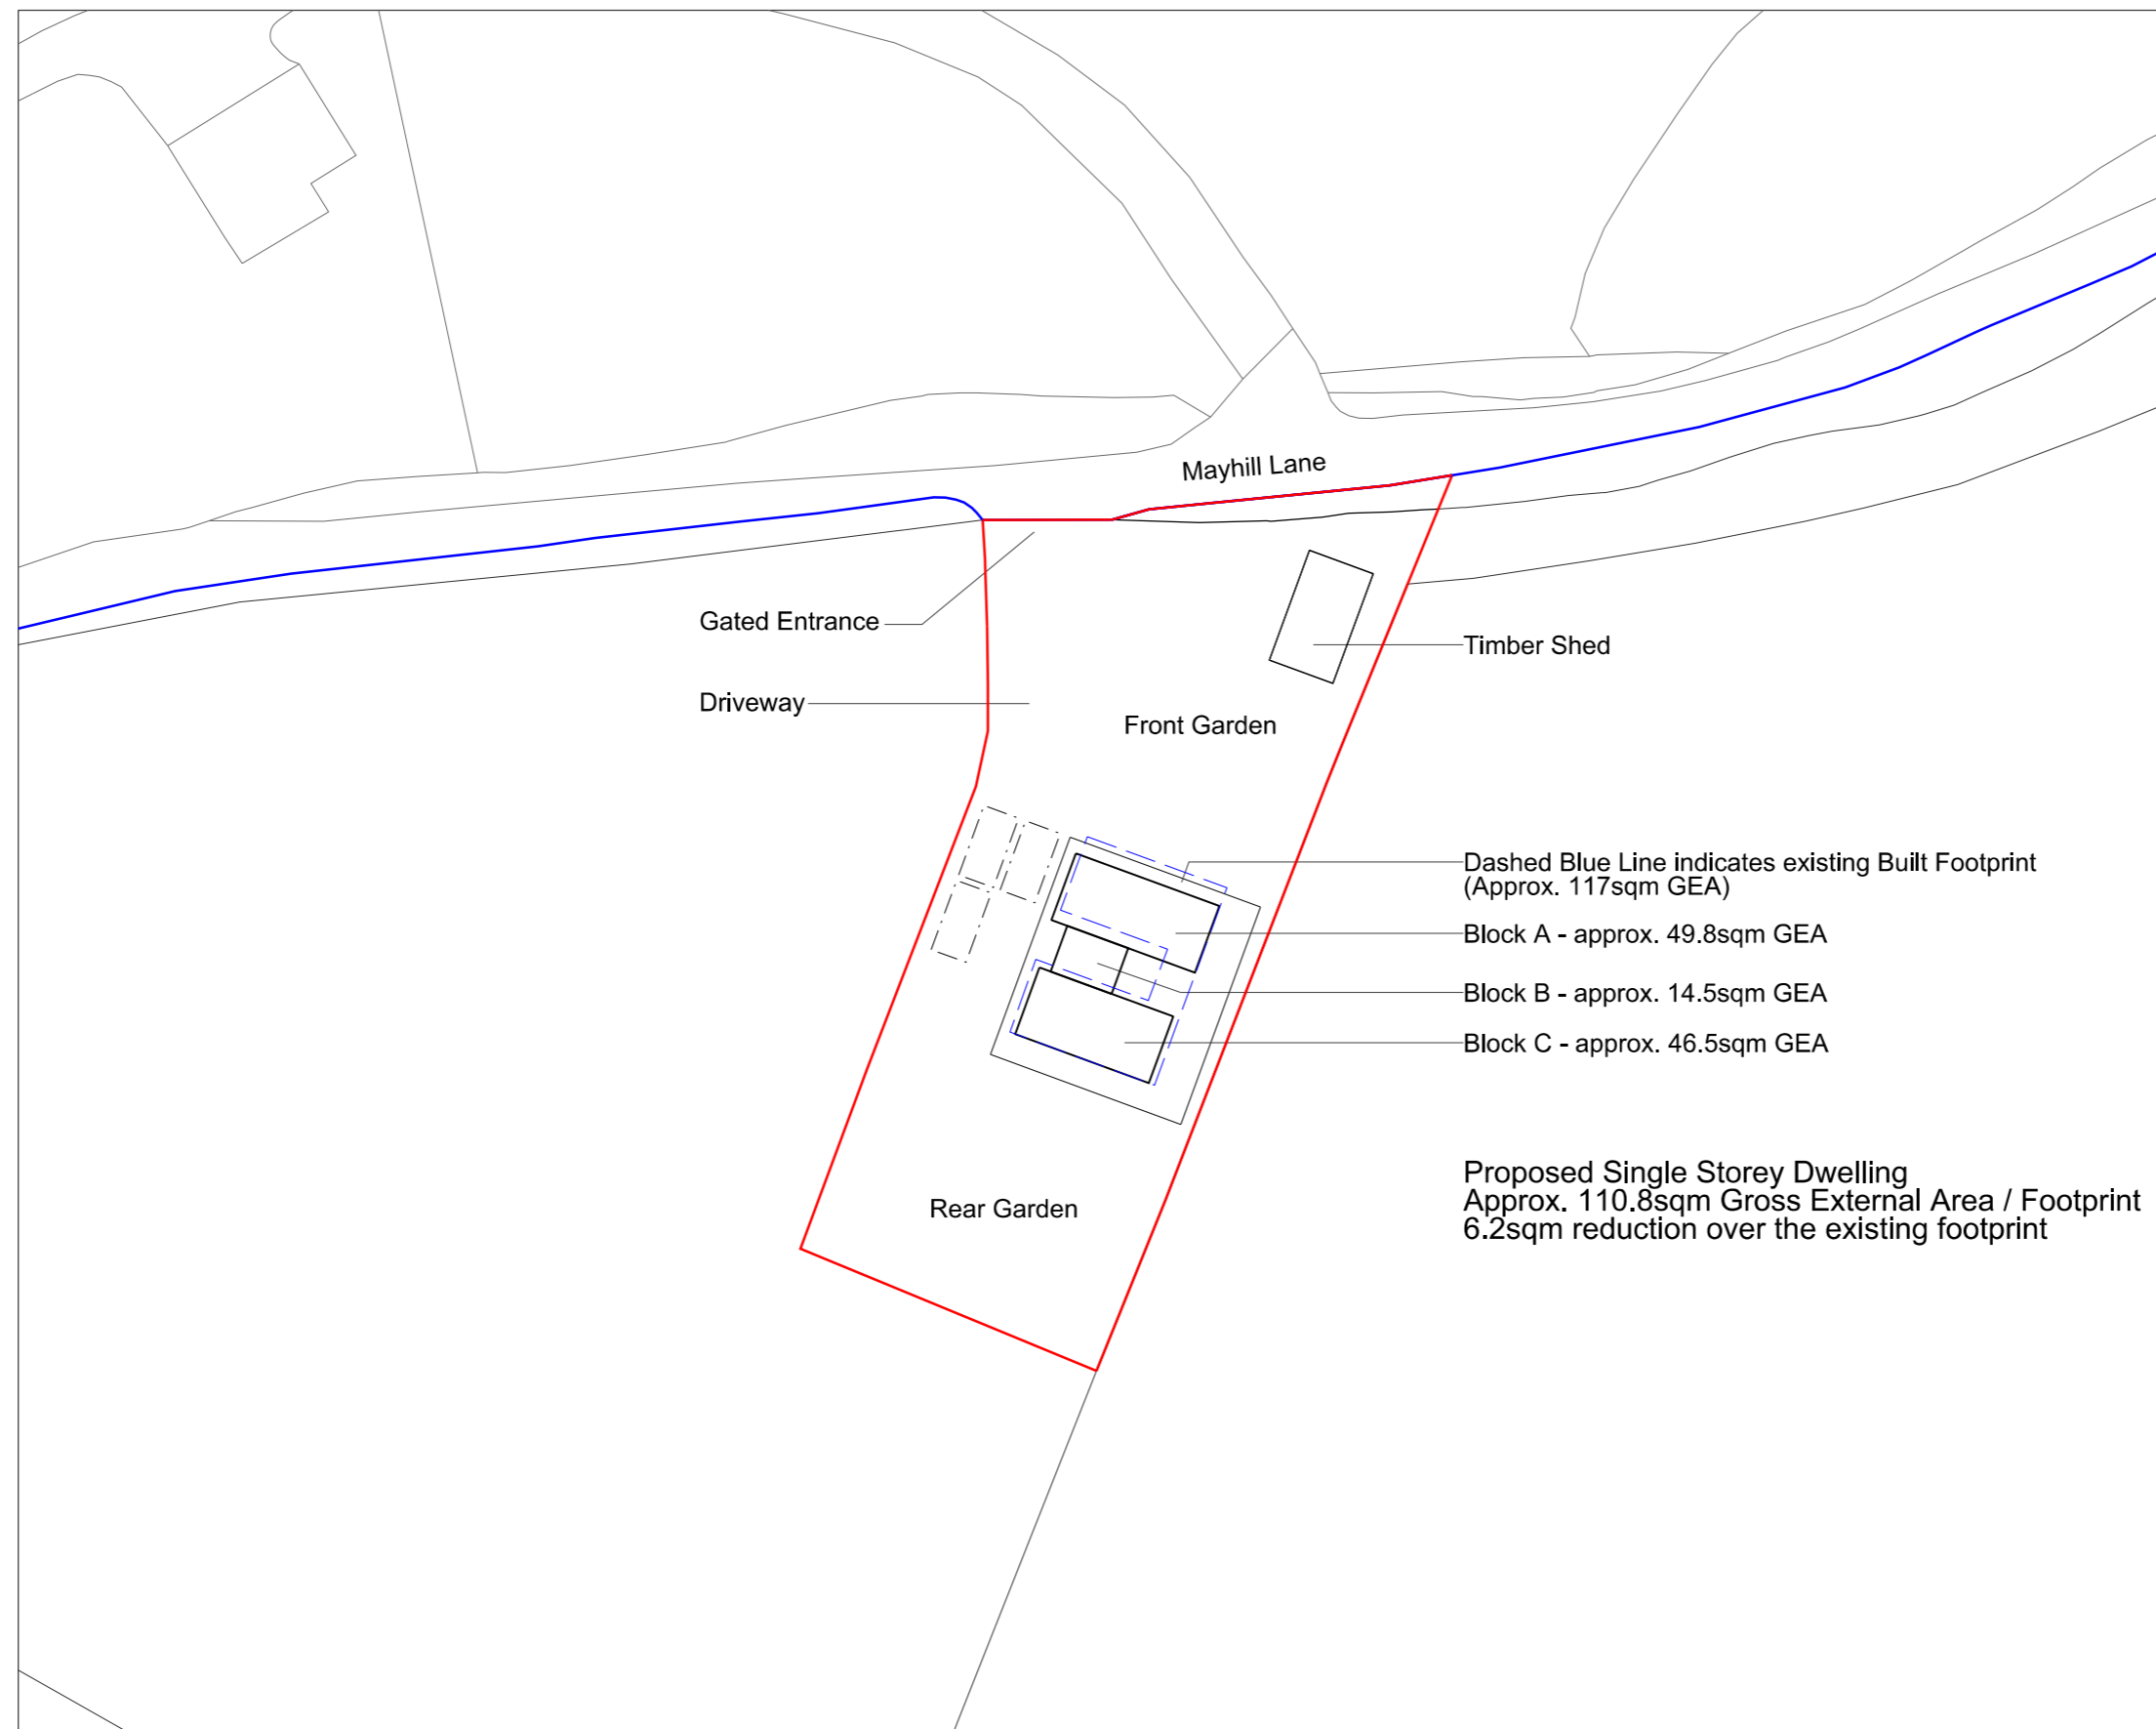 Mayhill Lane
Gated Entrance
Timber Shed
Driveway
Front Garden
Dashed Blue Line indicates existing Built Footprint
(Approx. 117sqm GEA)
Block A - approx. 49.8sqm GEA
Block B - approx. 14.5sqm GEA
Block C - approx. 46.5sqm GEA
Proposed Single Storey Dwelling
Approx. 110.8sqm Gross External Area / Footprint
6.2sqm reduction over the existing footprint
Rear Garden